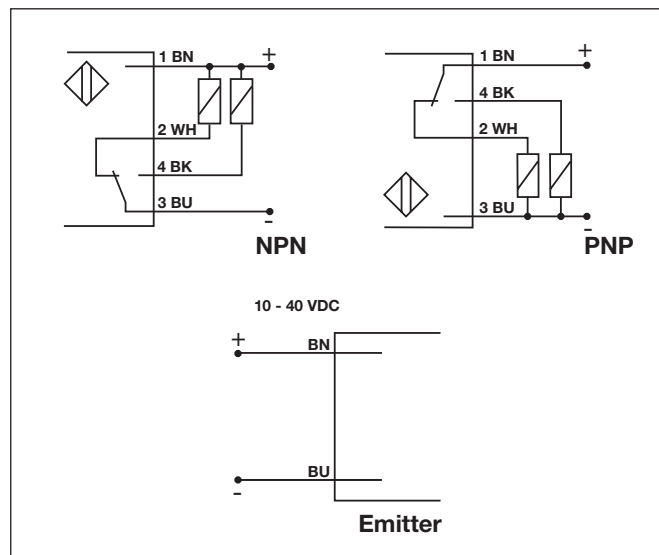 1 BN
+
2 WH
4 BK
3 BU
-
NPN
1 BN
+
4 BK
2 WH
3 BU
-
PNP
10 - 40 VDC
+
BN
BU
-
Emitter